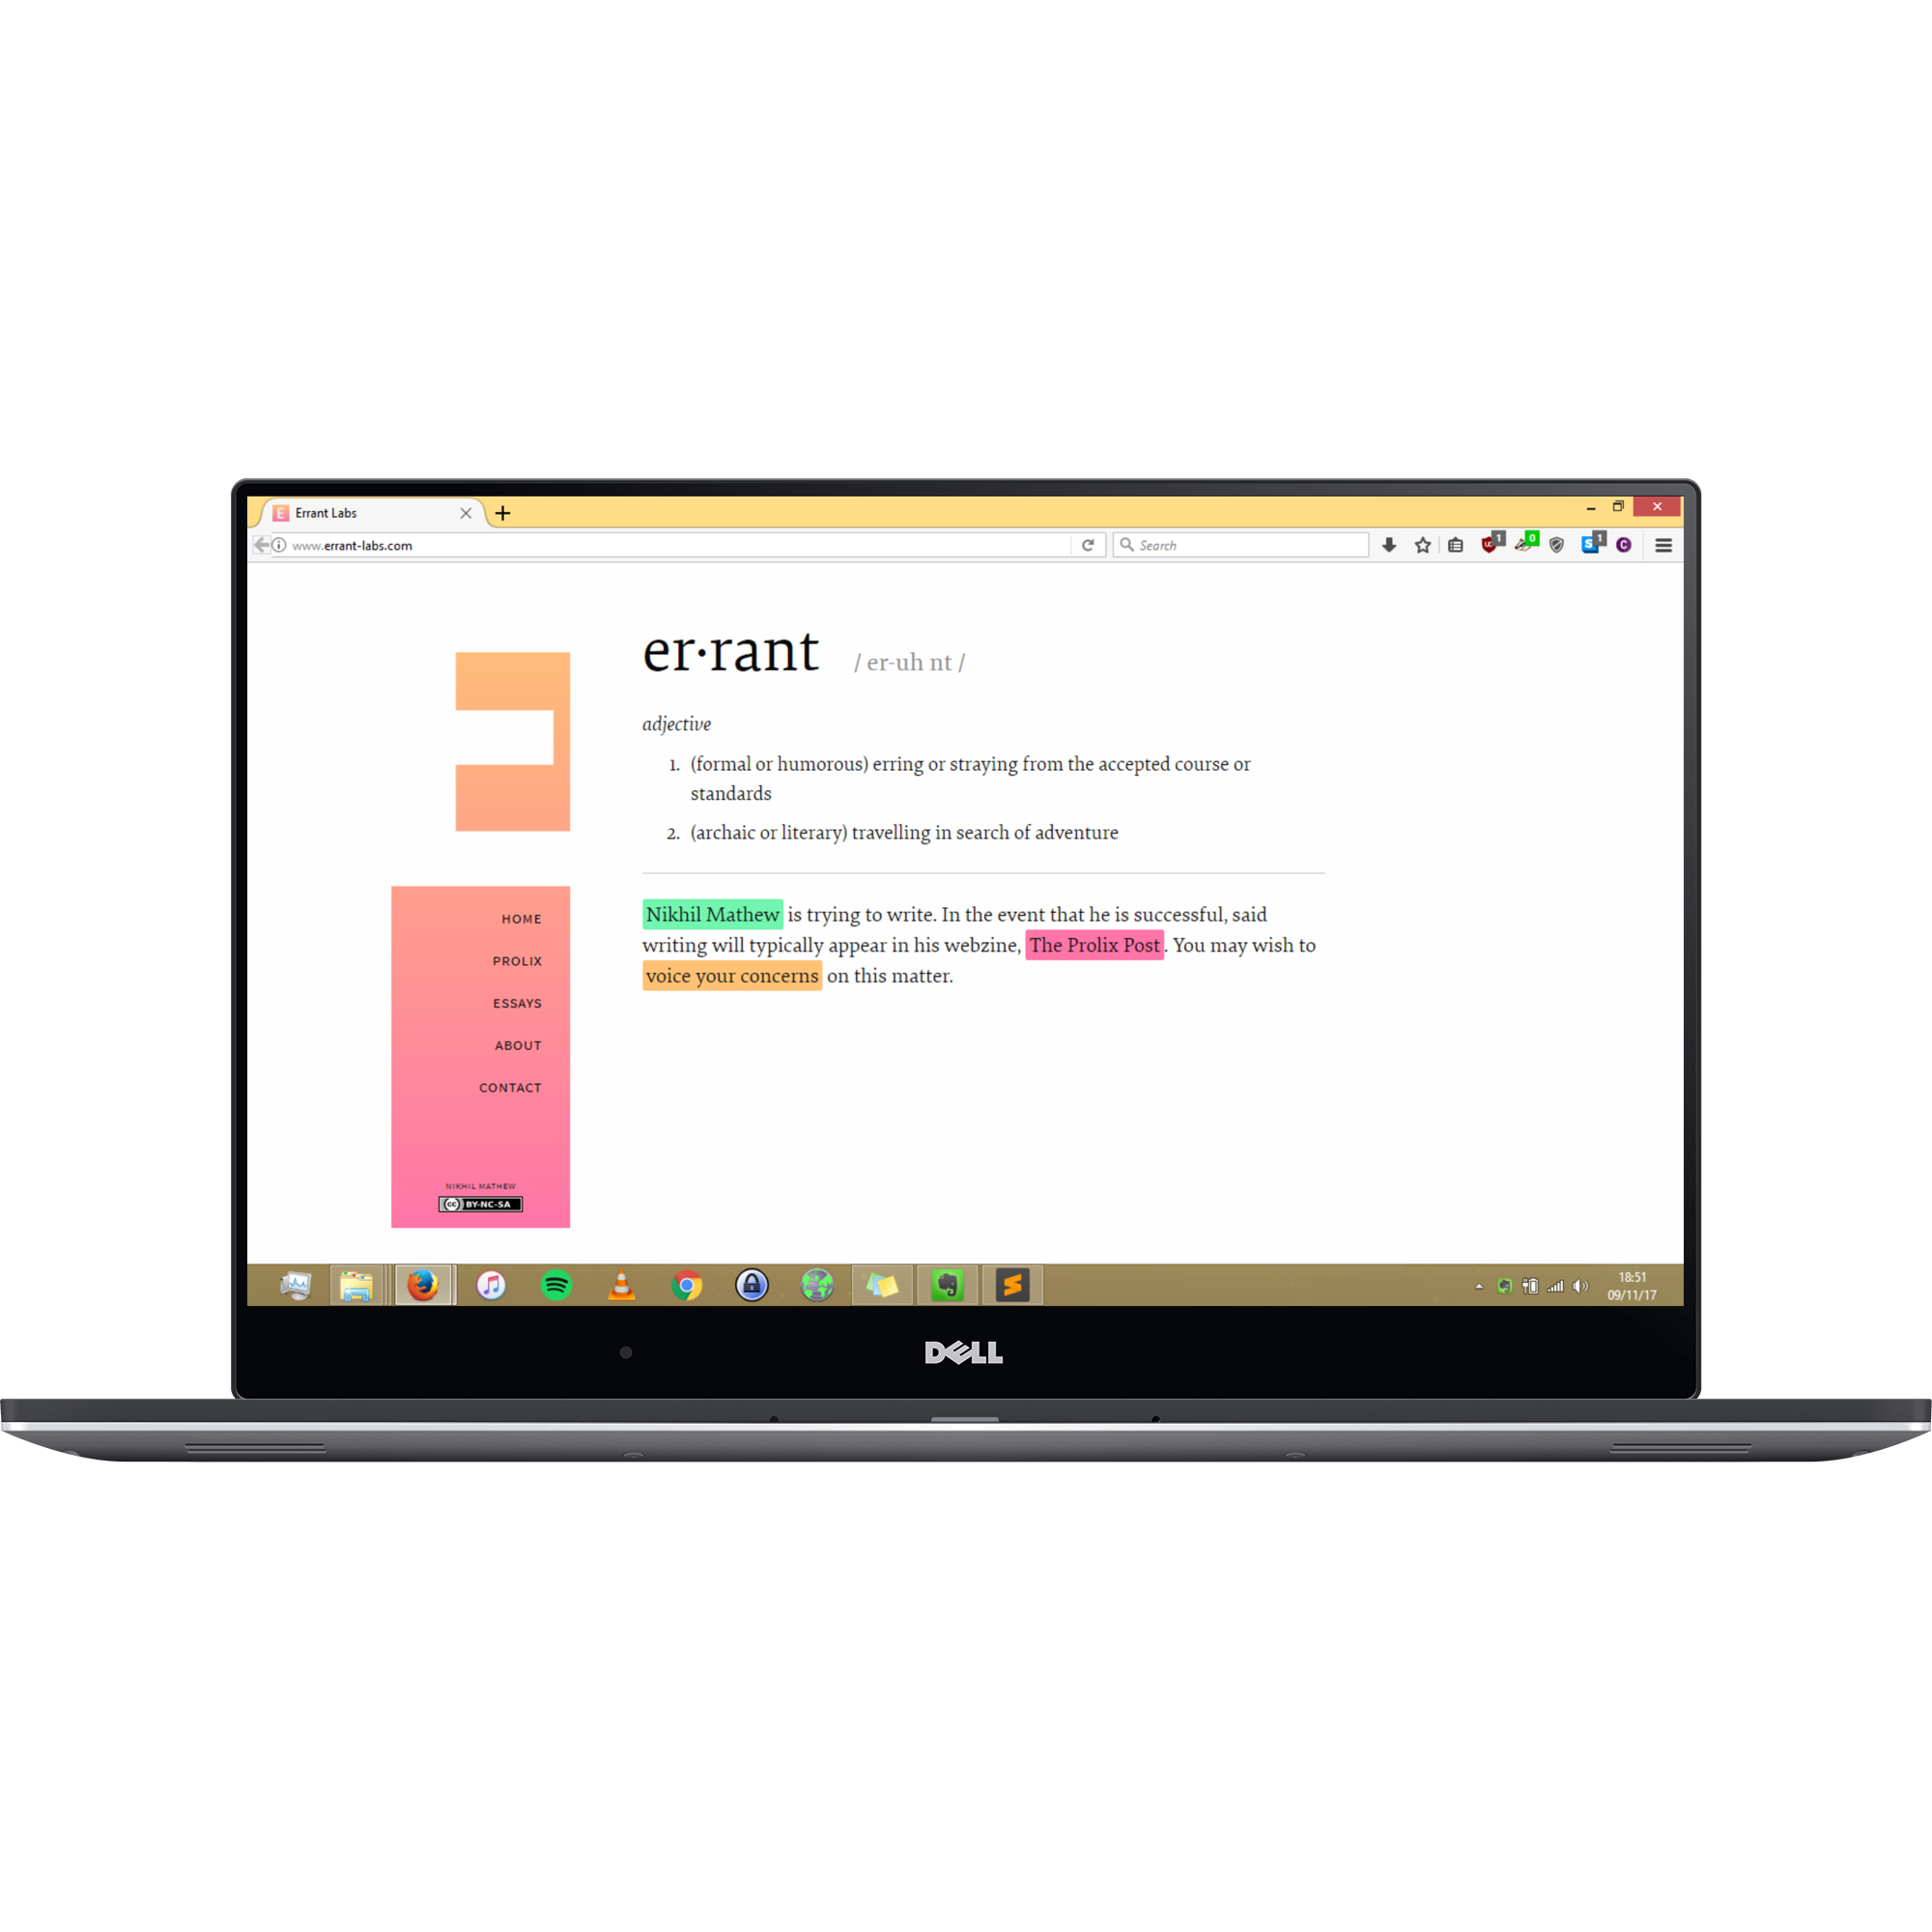 E Errant Labs
www.errant-labs.com
Search
1
0
S 1
C
er·rant / er-uh nt /
adjective
1. (formal or humorous) erring or straying from the accepted course or
standards
2. (archaic or literary) travelling in search of adventure
HOME
PROLIX
ESSAYS
ABOUT
CONTACT
NIKHIL MATHEW
cc BY-NC-SA
Nikhil Mathew is trying to write. In the event that he is successful, said
writing will typically appear in his webzine, The Prolix Post. You may wish to
voice your concerns on this matter.
18:51
09/11/17
DELL